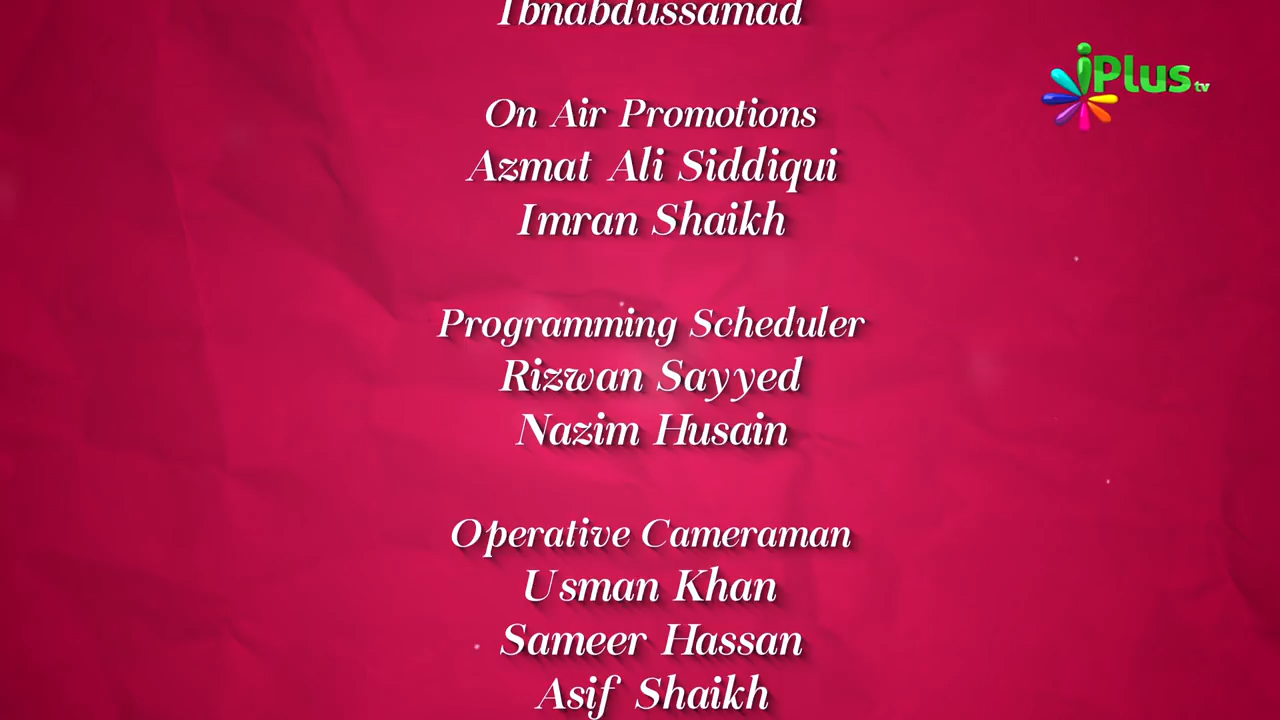 Ibnabdussamad
iPlus tv
On Air Promotions
Azmat Ali Siddiqui
Imran Shaikh
Programming Scheduler
Rizwan Sayyed
Nazim Husain
Operative Cameraman
Usman Khan
Sameer Hassan
Asif Shaikh